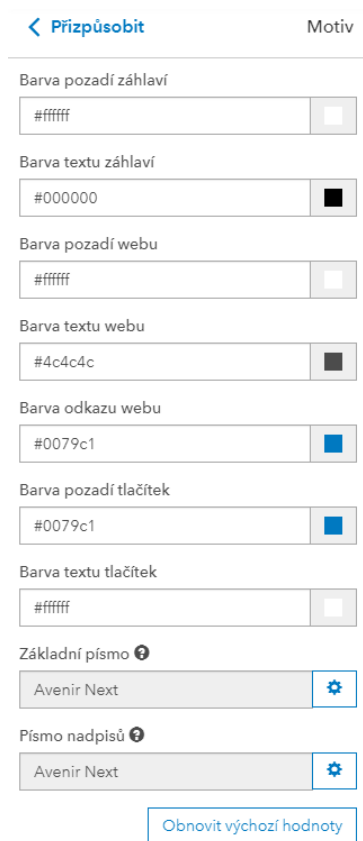 Přizpůsobit Motiv
Barva pozadí záhlaví
#ffffff
Barva textu záhlaví
#000000
Barva pozadí webu
#ffffff
Barva textu webu
#4c4c4c
Barva odkazu webu
#0079c1
Barva pozadí tlačítek
#0079c1
Barva textu tlačítek
#ffffff
Základní písmo ?
Avenir Next
Písmo nadpisů ?
Avenir Next
Obnovit výchozí hodnoty